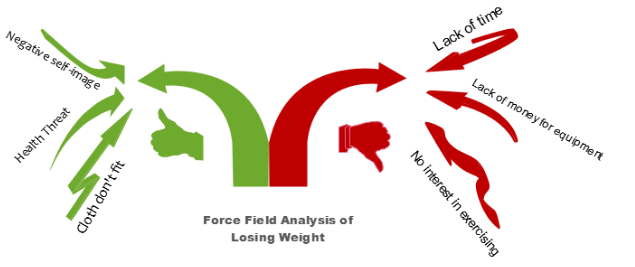 Negative self-image
Health Threat
Cloth don't fit
Lack of time
Lack of money for equipment
No interest in exercising
Force Field Analysis of
Losing Weight